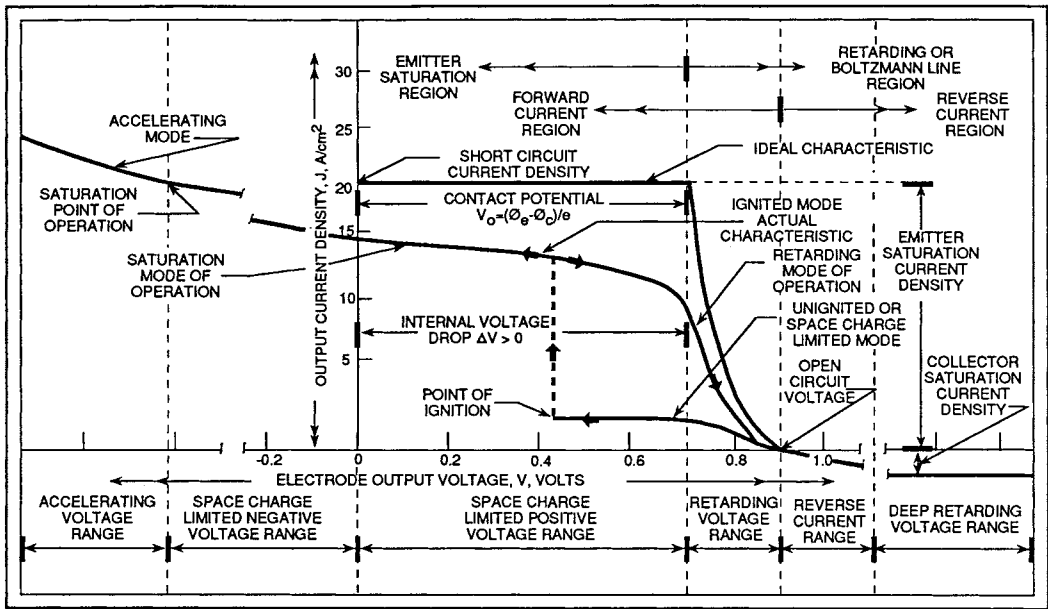 EMITTER
SATURATION
REGION
RETARDING OR
BOLTZMANN LINE
REGION
FORWARD
CURRENT
REGION
REVERSE
CURRENT
REGION
ACCELERATING
MODE
SHORT CIRCUIT
CURRENT DENSITY
IDEAL CHARACTERISTIC
SATURATION
POINT OF
OPERATION
CONTACT POTENTIAL
Vo=(Øe-Øc)/e
IGNITED MODE
ACTUAL
CHARACTERISTIC
SATURATION
MODE OF
OPERATION
RETARDING
MODE OF
OPERATION
EMITTER
SATURATION
CURRENT
DENSITY
INTERNAL VOLTAGE
DROP ΔV > 0
UNIGNITED OR
SPACE CHARGE
LIMITED MODE
POINT OF
IGNITION
OPEN
CIRCUIT
VOLTAGE
COLLECTOR
SATURATION
CURRENT
DENSITY
OUTPUT CURRENT DENSITY, J, A/cm2
30
25
20
15
10
5
-0.2 0 0.2 0.4 0.6 0.8 1.0
ELECTRODE OUTPUT VOLTAGE, V, VOLTS
ACCELERATING
VOLTAGE
RANGE
SPACE CHARGE
LIMITED NEGATIVE
VOLTAGE RANGE
SPACE CHARGE
LIMITED POSITIVE
VOLTAGE RANGE
RETARDING
VOLTAGE
RANGE
REVERSE
CURRENT
RANGE
DEEP RETARDING
VOLTAGE RANGE